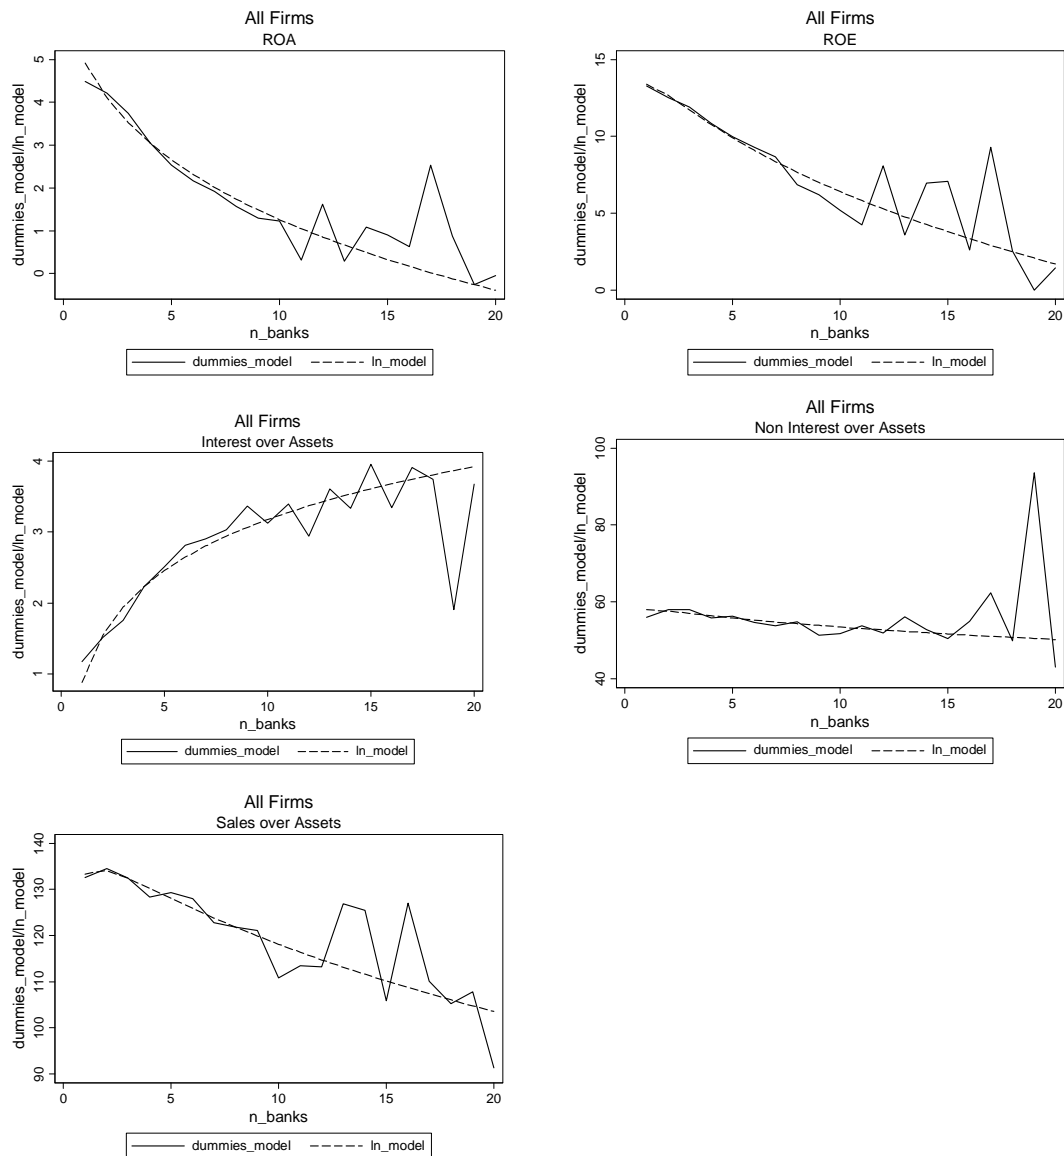 All Firms
ROA
dummies_model/ln_model
5
4
3
2
1
0
0 5 10 15 20
n_banks
dummies_model ln_model
All Firms
ROE
dummies_model/ln_model
15
10
5
0
0 5 10 15 20
n_banks
dummies_model ln_model
All Firms
Interest over Assets
dummies_model/ln_model
4
3
2
1
0 5 10 15 20
n_banks
dummies_model ln_model
All Firms
Non Interest over Assets
dummies_model/ln_model
100
80
60
40
0 5 10 15 20
n_banks
dummies_model ln_model
All Firms
Sales over Assets
dummies_model/ln_model
140
130
120
110
100
90
0 5 10 15 20
n_banks
dummies_model ln_model